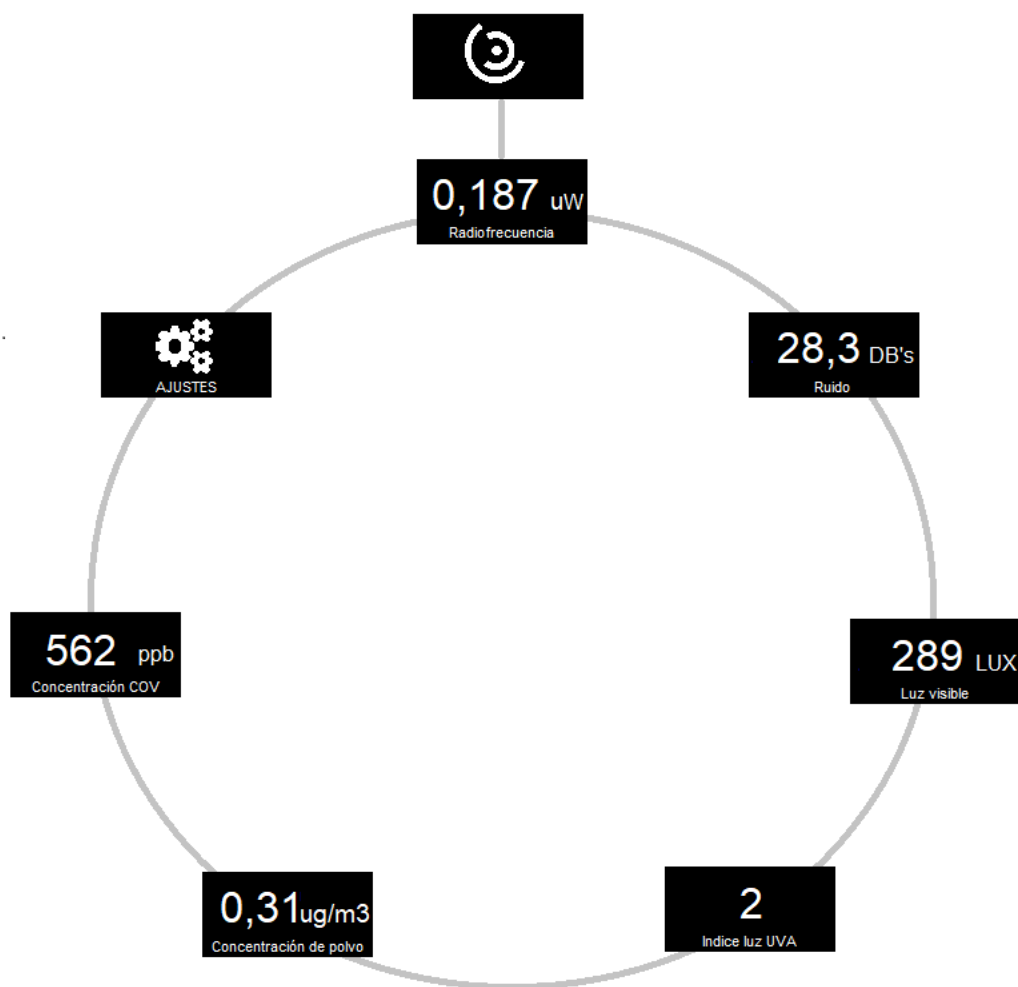 0,187 uW
Radiofrecuencia
28,3 DB's
Ruido
289 LUX
Luz visible
2
Indice luz UVA
0,31ug/m3
Concentración de polvo
562 ppb
Concentración COV
AJUSTES